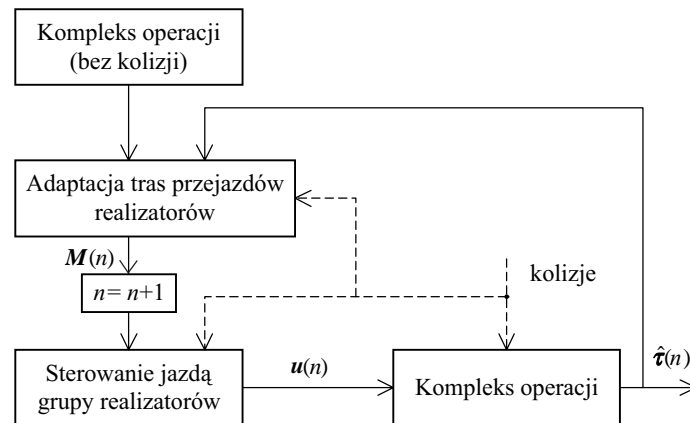 Kompleks operacji
(bez kolizji)
Adaptacja tras przejazdów
realizatorów
M(n)
n= n+1
kolizje
Sterowanie jazdą
grupy realizatorów
u(n)
Kompleks operacji
τ̂(n)